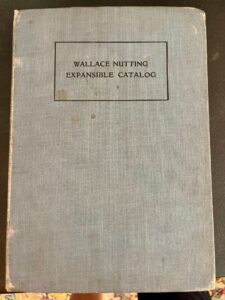 WALLACE NUTTING
EXPANSIBLE CATALOG